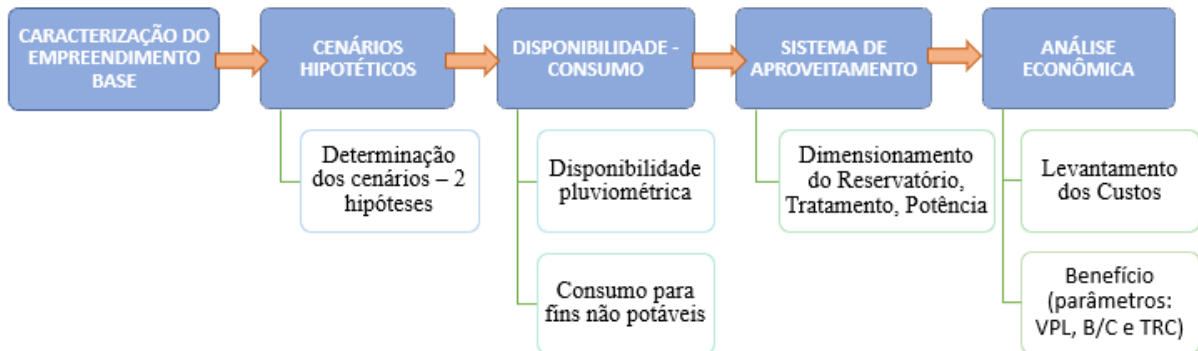 CARACTERIZAÇÃO DO
EMPREENDIMENTO
BASE
CENÁRIOS
HIPOTÉTICOS
DISPONIBILIDADE -
CONSUMO
SISTEMA DE
APROVEITAMENTO
ANÁLISE
ECONÔMICA
Determinação
dos cenários – 2
hipóteses
Disponibilidade
pluviométrica
Consumo para
fins não potáveis
Dimensionamento
do Reservatório,
Tratamento, Potência
Levantamento
dos Custos
Benefício
(parâmetros:
VPL, B/C e TRC)